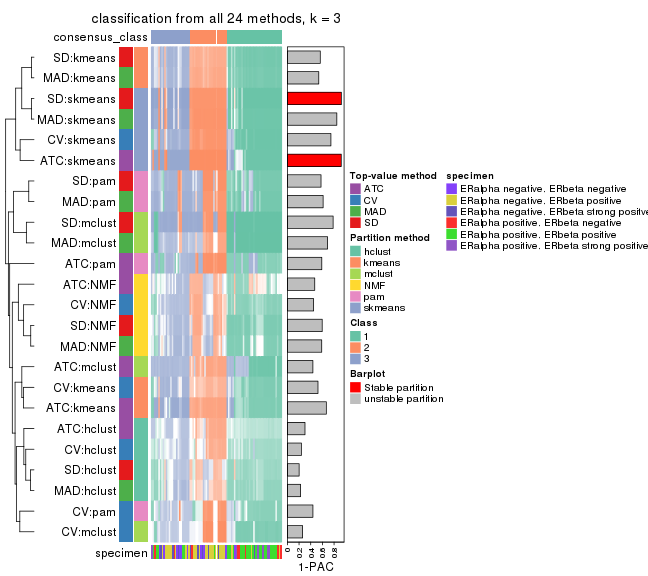 classification from all 24 methods, k = 3
consensus_class
SD:kmeans
MAD:kmeans
SD:skmeans
MAD:skmeans
CV:skmeans
ATC:skmeans
SD:pam
MAD:pam
SD:mclust
MAD:mclust
ATC:pam
ATC:NMF
CV:NMF
SD:NMF
MAD:NMF
ATC:mclust
CV:kmeans
ATC:kmeans
ATC:hclust
CV:hclust
SD:hclust
MAD:hclust
CV:pam
CV:mclust
specimen
0 0.2 0.4 0.6 0.8
1-PAC
Top-value method
ATC
CV
MAD
SD
Partition method
hclust
kmeans
mclust
NMF
pam
skmeans
Class
1
2
3
Barplot
Stable partition
unstable partition
specimen
ERalpha negative. ERbeta negative
ERalpha negative. ERbeta positive
ERalpha negative. ERbeta strong positive
ERalpha positive. ERbeta negative
ERalpha positive. ERbeta positive
ERalpha positive. ERbeta strong positive